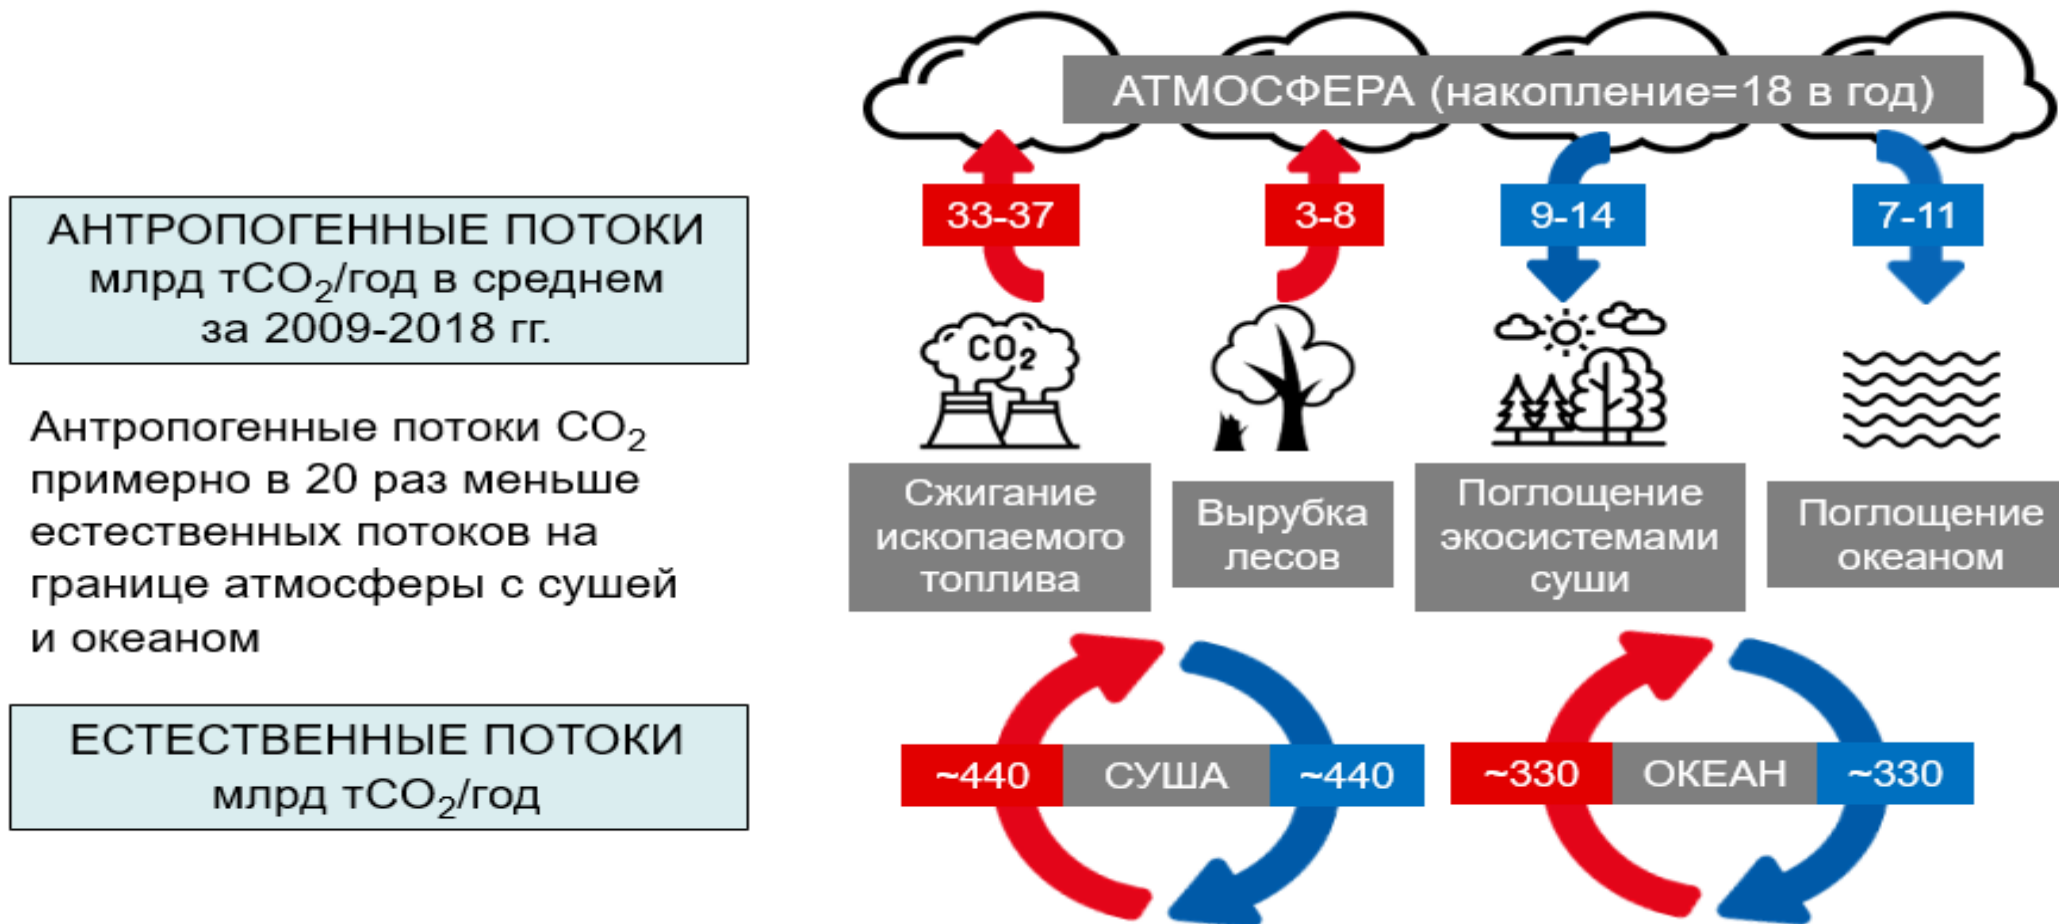 АТМОСФЕРА (накопление=18 в год)
АНТРОПОГЕННЫЕ ПОТОКИ
млрд тCO₂/год в среднем
за 2009-2018 гг.
33-37
3-8
9-14
7-11
CO₂
Антропогенные потоки CO₂
примерно в 20 раз меньше
естественных потоков на
границе атмосферы с сушей
и океаном
Сжигание
ископаемого
топлива
Вырубка
лесов
Поглощение
экосистемами
суши
Поглощение
океаном
ЕСТЕСТВЕННЫЕ ПОТОКИ
млрд тCO₂/год
~440 СУША ~440
~330 ОКЕАН ~330